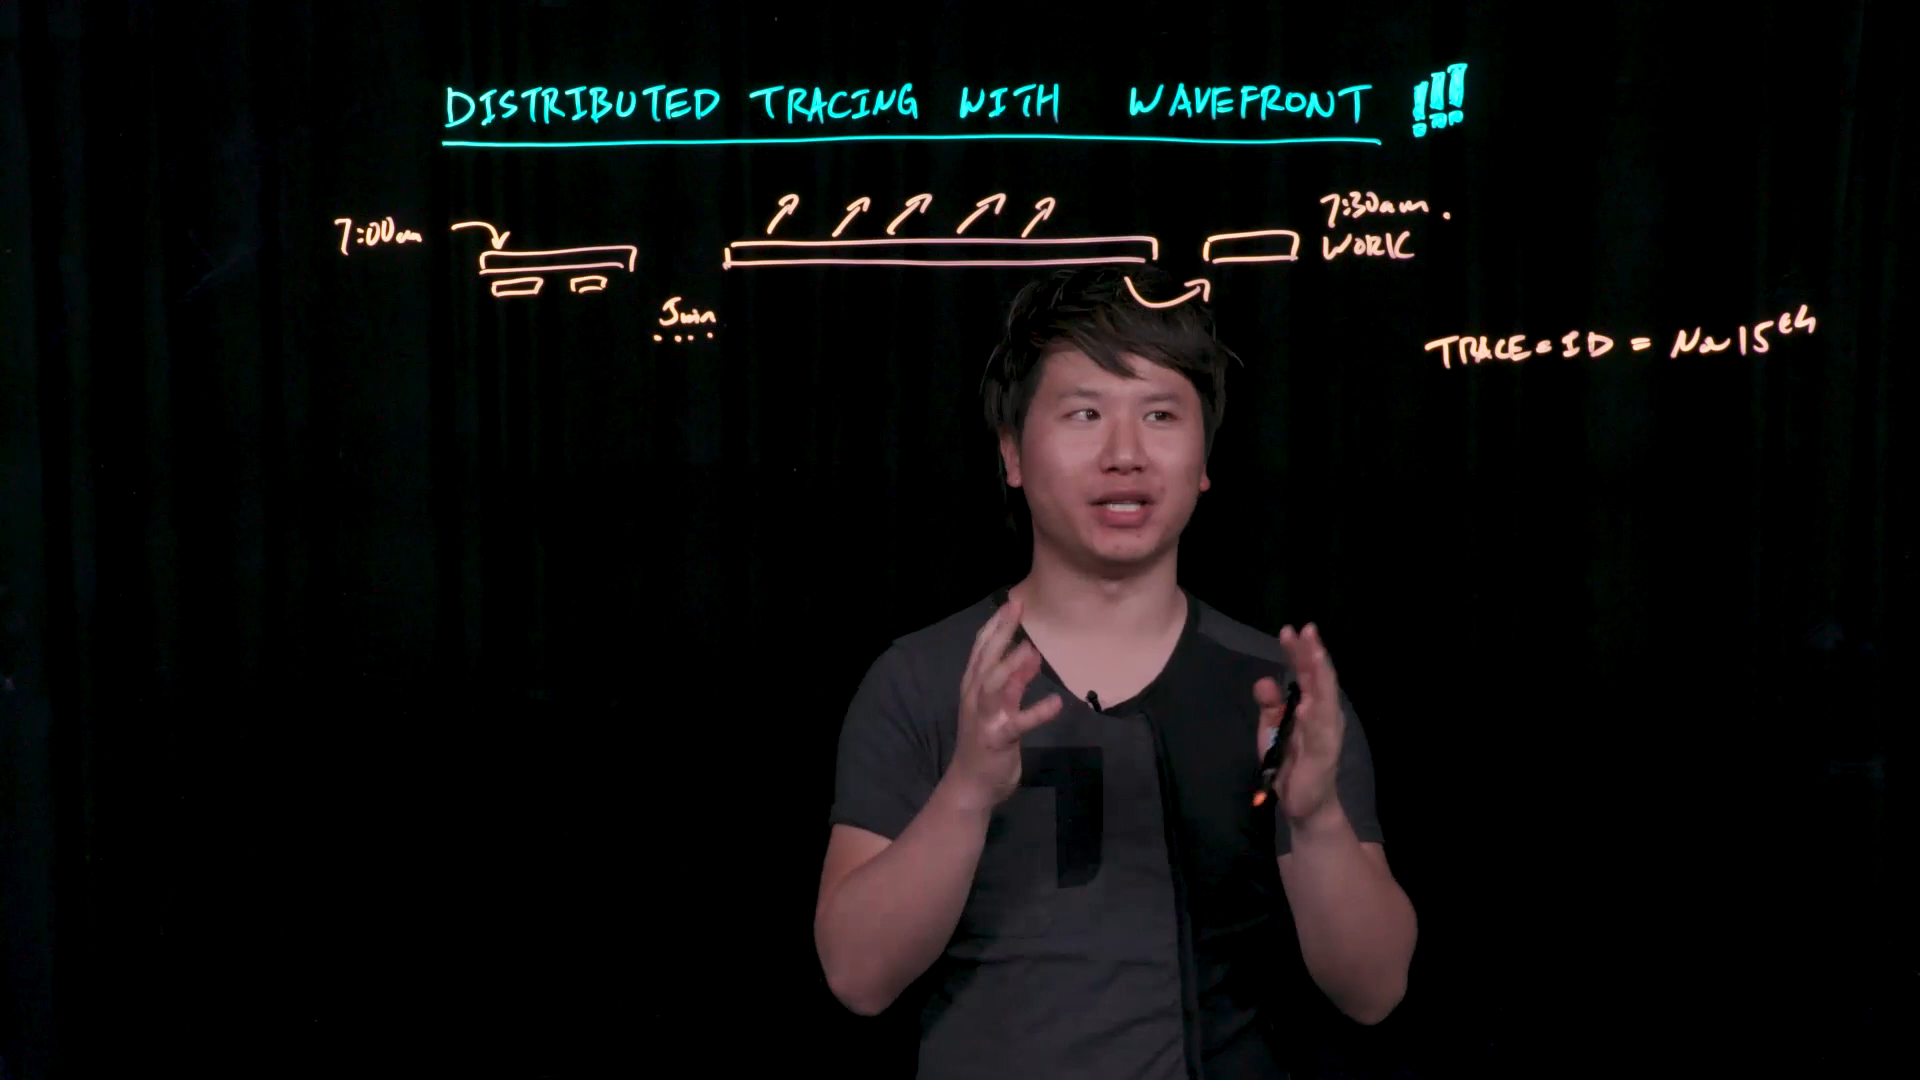 DISTRIBUTED TRACING WITH WAVEFRONT !!!
7:00am
7:30am.
WORK
5min
....
TRACE-ID = Nov 15th